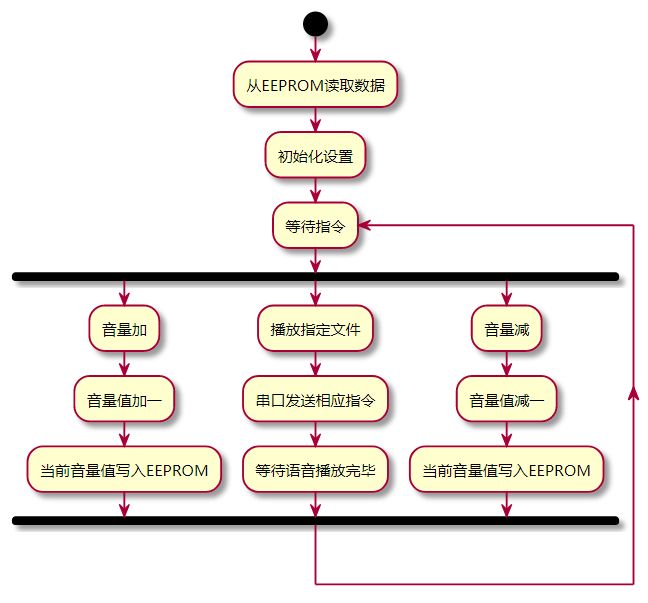 从EEPROM读取数据
初始化设置
等待指令
音量加
播放指定文件
音量减
音量值加一
串口发送相应指令
音量值减一
当前音量值写入EEPROM
等待语音播放完毕
当前音量值写入EEPROM